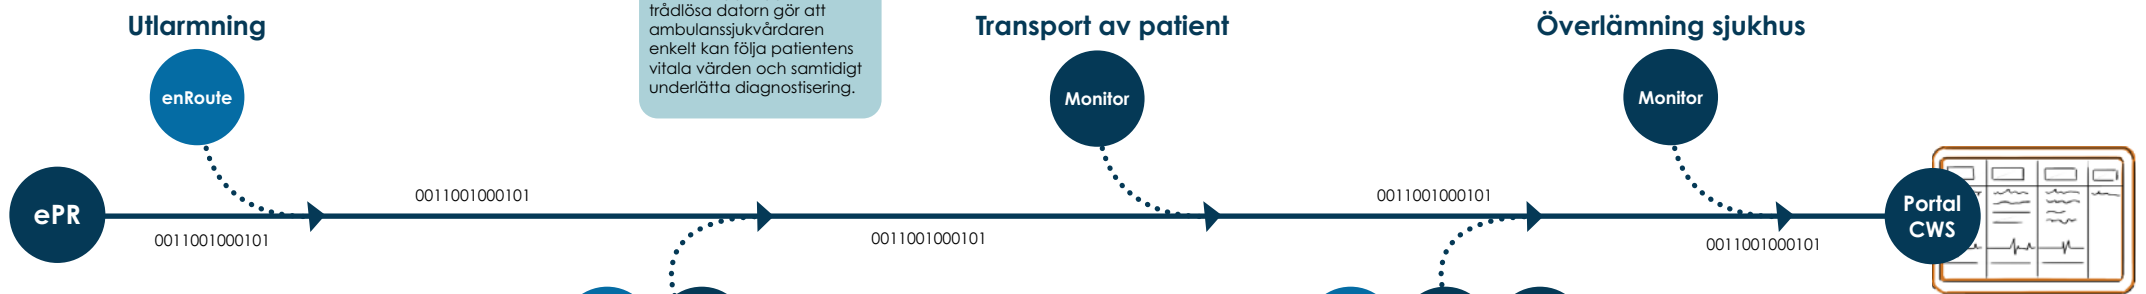 Utlarmning
trådlösa datorn gör att
ambulanssjukvårdaren
enkelt kan följa patientens
vitala värden och samtidigt
underlätta diagnostisering.
Transport av patient
Överlämning sjukhus
enRoute
Monitor
Monitor
ePR
0011001000101
0011001000101
0011001000101
0011001000101
0011001000101
Portal
CWS